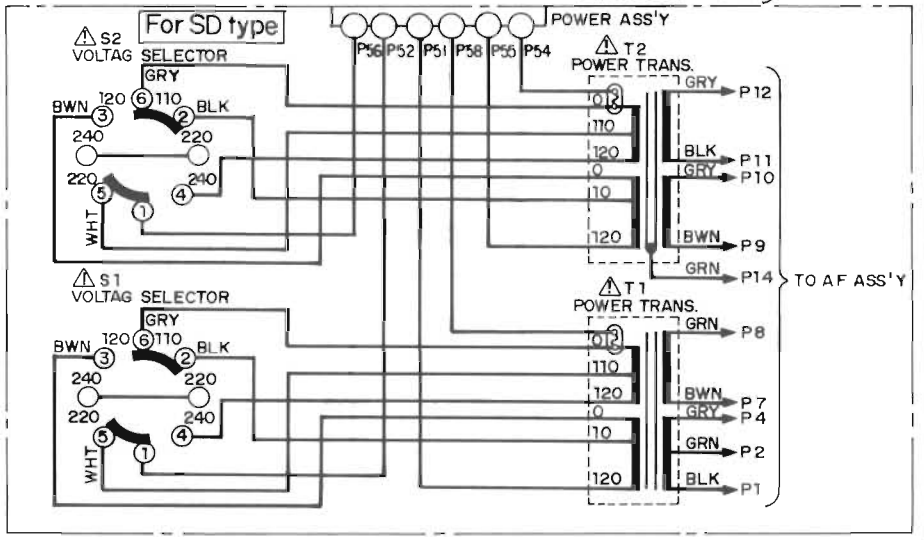 For SD type
POWER ASS'Y
P56 P52 P51 P58 P55 P54
⚠ S2
VOLTAG SELECTOR
GRY
BWN 120 6 110 BLK
3 2
240 220
220 240
5 4
1
WHT
⚠ T2
POWER TRANS.
0
110
120
0
10
120
GRY P12
BLK P11
GRY P10
BWN P9
GRN P14
TO AF ASS'Y
⚠ S1
VOLTAG SELECTOR
GRY
BWN 120 6 110 BLK
3 2
240 220
220 240
5 4
1
WHT
⚠ T1
POWER TRANS.
0
110
120
0
10
120
GRN P8
BWN P7
GRY P4
GRN P2
BLK P1